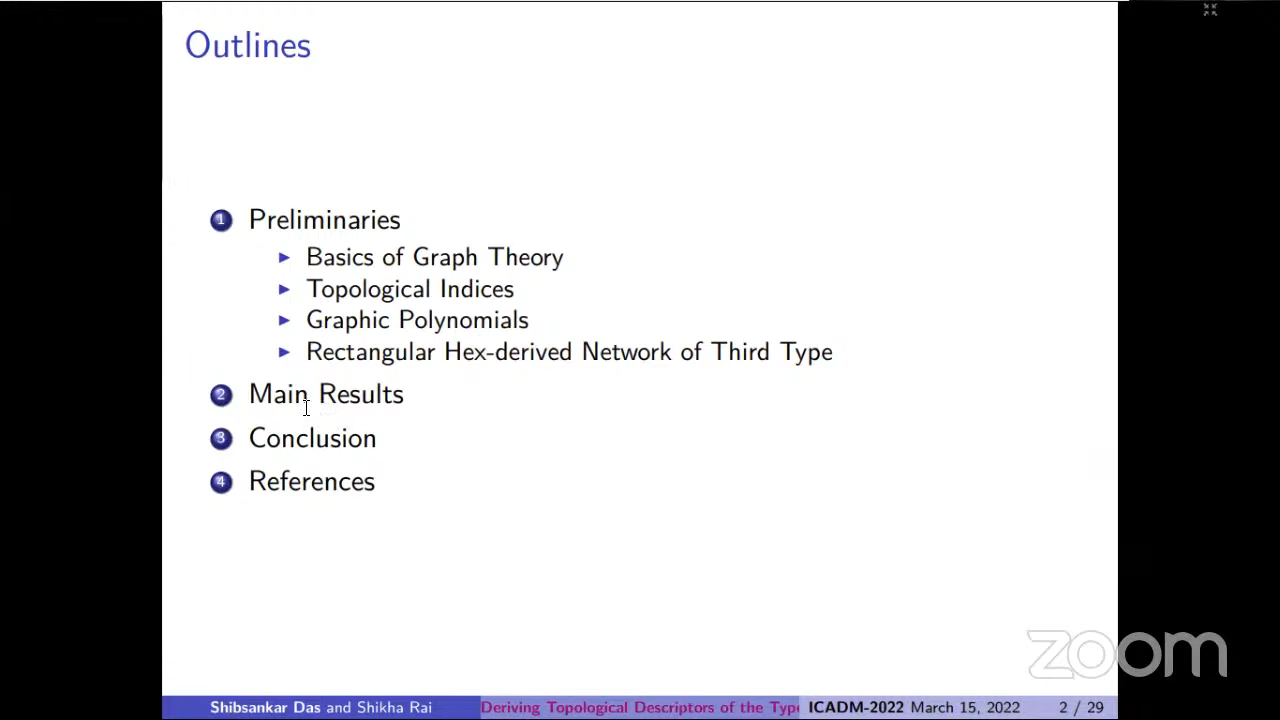 Outlines
1 Preliminaries
Basics of Graph Theory
Topological Indices
Graphic Polynomials
Rectangular Hex-derived Network of Third Type
2 Main Results
3 Conclusion
4 References
zoom
Shibsankar Das and Shikha Rai Deriving Topological Descriptors of the Type ICADM-2022 March 15, 2022 2 / 29